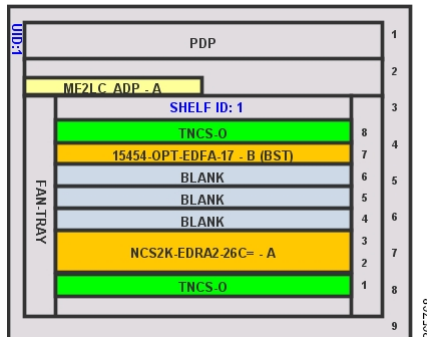 UID:1
PDP
1
2
MF2LC_ADP - A
SHELF ID: 1
3
TNCS-O
8
4
15454-OPT-EDFA-17 - B (BST)
7
BLANK
6
5
BLANK
5
FAN-TRAY
BLANK
4
6
NCS2K-EDRA2-26C= - A
3
2
7
TNCS-O
1
8
9